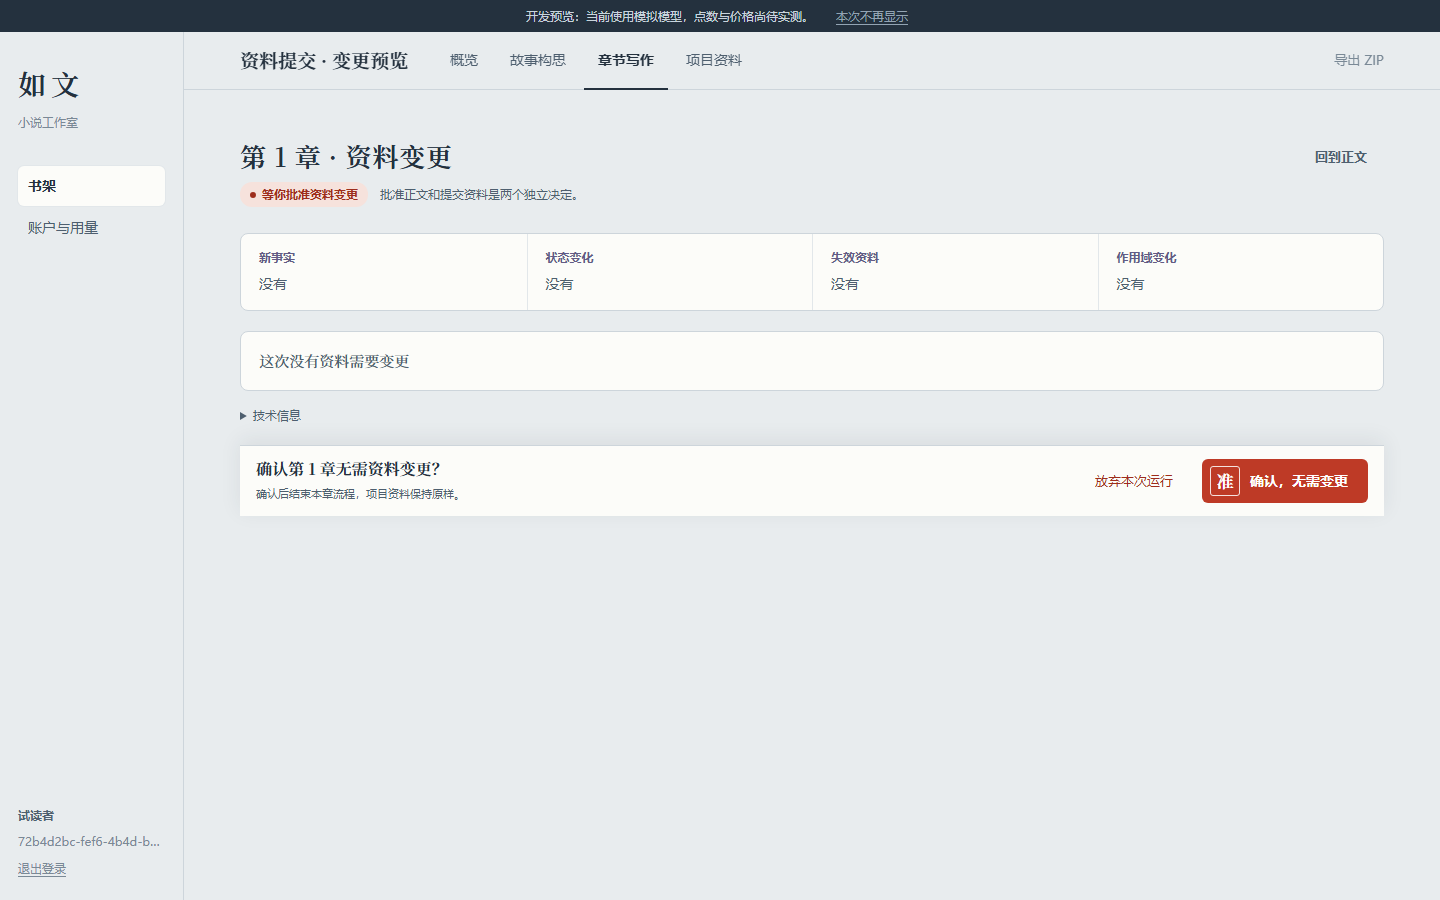 开发预览：当前使用模拟模型，点数与价格尚待实测。 本次不再显示
如文
小说工作室
书架
账户与用量
试读者
72b4d2bc-fef6-4b4d-b...
退出登录
资料提交 · 变更预览 概览 故事构思 章节写作 项目资料 导出 ZIP
第 1 章 · 资料变更 回到正文
等你批准资料变更 批准正文和提交资料是两个独立决定。
新事实 状态变化 失效资料 作用域变化
没有 没有 没有 没有
这次没有资料需要变更
技术信息
确认第 1 章无需资料变更？
确认后结束本章流程，项目资料保持原样。
放弃本次运行 准 确认，无需变更